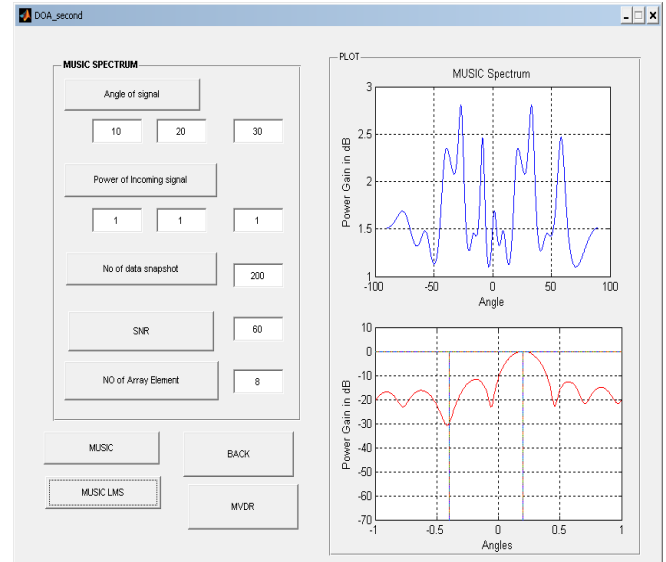 DOA_second
MUSIC SPECTRUM
Angle of signal
10 20 30
Power of Incoming signal
1 1 1
No of data snapshot
200
SNR
60
NO of Array Element
8
MUSIC
BACK
MUSIC LMS
MVDR
PLOT
MUSIC Spectrum
Power Gain in dB
3
2.5
2
1.5
1
-100 -50 0 50 100
Angle
Power Gain in dB
10
0
-10
-20
-30
-40
-50
-60
-70
-1 -0.5 0 0.5 1
Angles